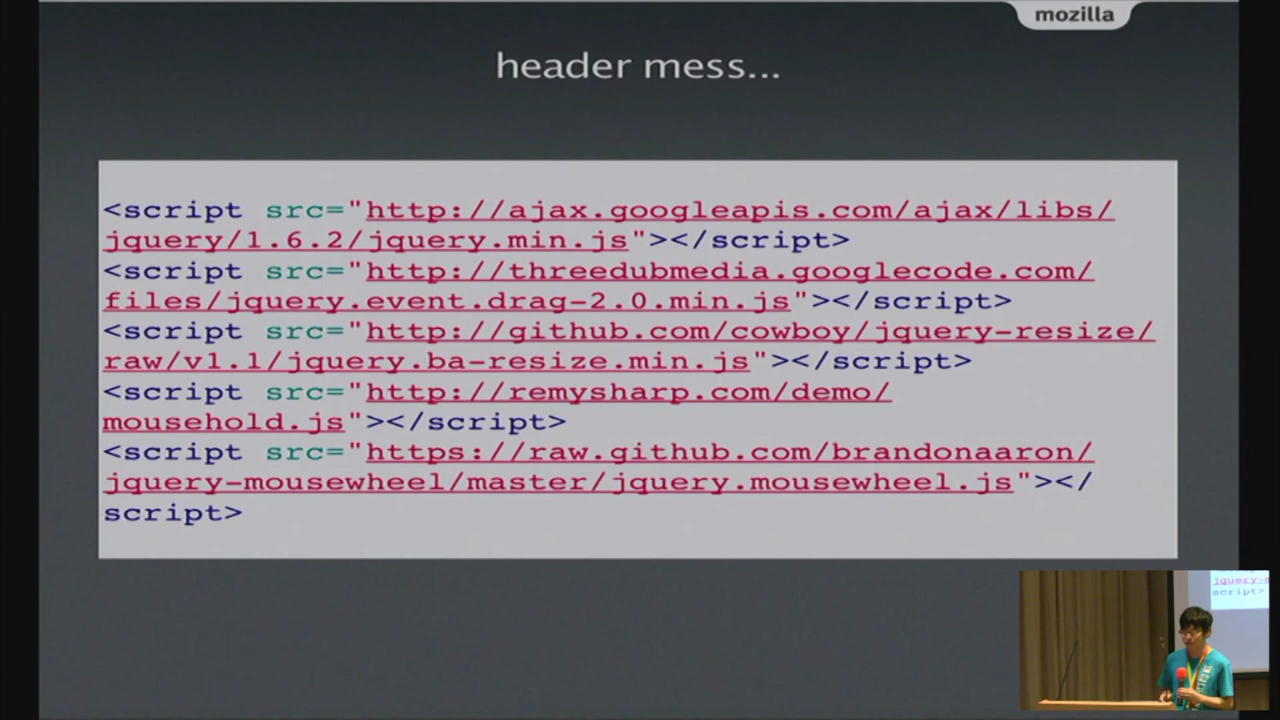 mozilla
header mess...
<script src="http://ajax.googleapis.com/ajax/libs/
jquery/1.6.2/jquery.min.js"></script>
<script src="http://threedubmedia.googlecode.com/
files/jquery.event.drag-2.0.min.js"></script>
<script src="http://github.com/cowboy/jquery-resize/
raw/v1.1/jquery.ba-resize.min.js"></script>
<script src="http://remysharp.com/demo/
mousehold.js"></script>
<script src="https://raw.github.com/brandonaaron/
jquery-mousewheel/master/jquery.mousewheel.js"></
script>
jquery-m
script>